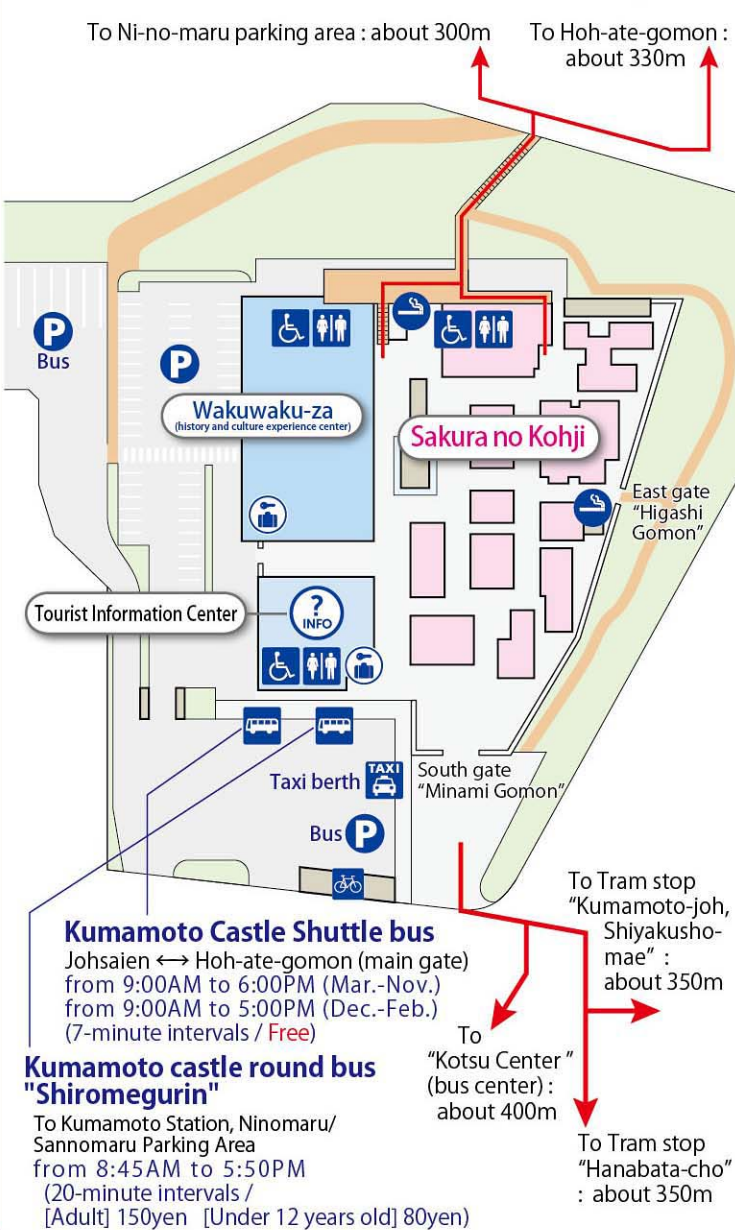 To Ni-no-maru parking area : about 300m
To Hoh-ate-gomon :
about 330m
P
Bus
P
Wakuwaku-za
(history and culture experience center)
Sakura no Kohji
East gate
“Higashi
Gomon”
Tourist Information Center
?
INFO
TAXI
Taxi berth
South gate
“Minami Gomon”
Bus P
Kumamoto Castle Shuttle bus
Johsaien ⟷ Hoh-ate-gomon (main gate)
from 9:00AM to 6:00PM (Mar.-Nov.)
from 9:00AM to 5:00PM (Dec.-Feb.)
(7-minute intervals / Free)
Kumamoto castle round bus
"Shiromegurin"
To Kumamoto Station, Ninomaru/
Sannomaru Parking Area
from 8:45AM to 5:50PM
(20-minute intervals /
[Adult] 150yen [Under 12 years old] 80yen)
To Tram stop
“Kumamoto-joh,
Shiyakusho-
mae” :
about 350m
To
“Kotsu Center ”
(bus center) :
about 400m
To Tram stop
“Hanabata-cho”
: about 350m